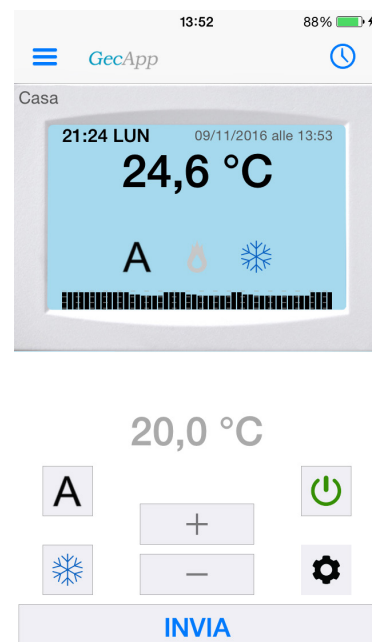 13:52 88%
GecApp
Casa
21:24 LUN 09/11/2016 alle 13:53
24,6 °C
A
20,0 °C
A
+
−
INVIA